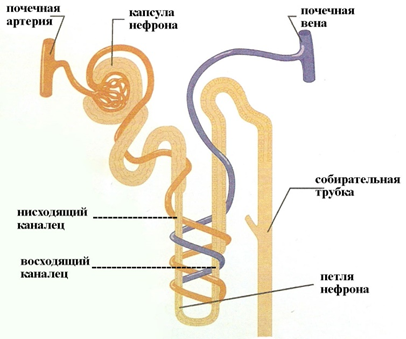 почечная
артерия
капсула
нефрона
почечная
вена
собирательная
трубка
нисходящий
каналец
восходящий
каналец
петля
нефрона